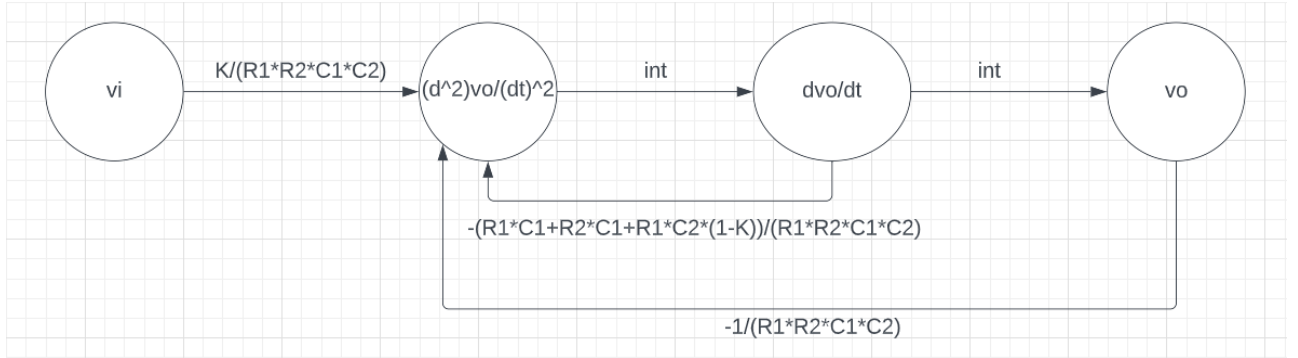 K/(R1*R2*C1*C2)
int
int
vi
(d^2)vo/(dt)^2
dvo/dt
vo
-(R1*C1+R2*C1+R1*C2*(1-K))/(R1*R2*C1*C2)
-1/(R1*R2*C1*C2)